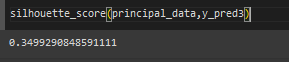 silhouette_score(principal_data,y_pred3)
0.3499290848591111